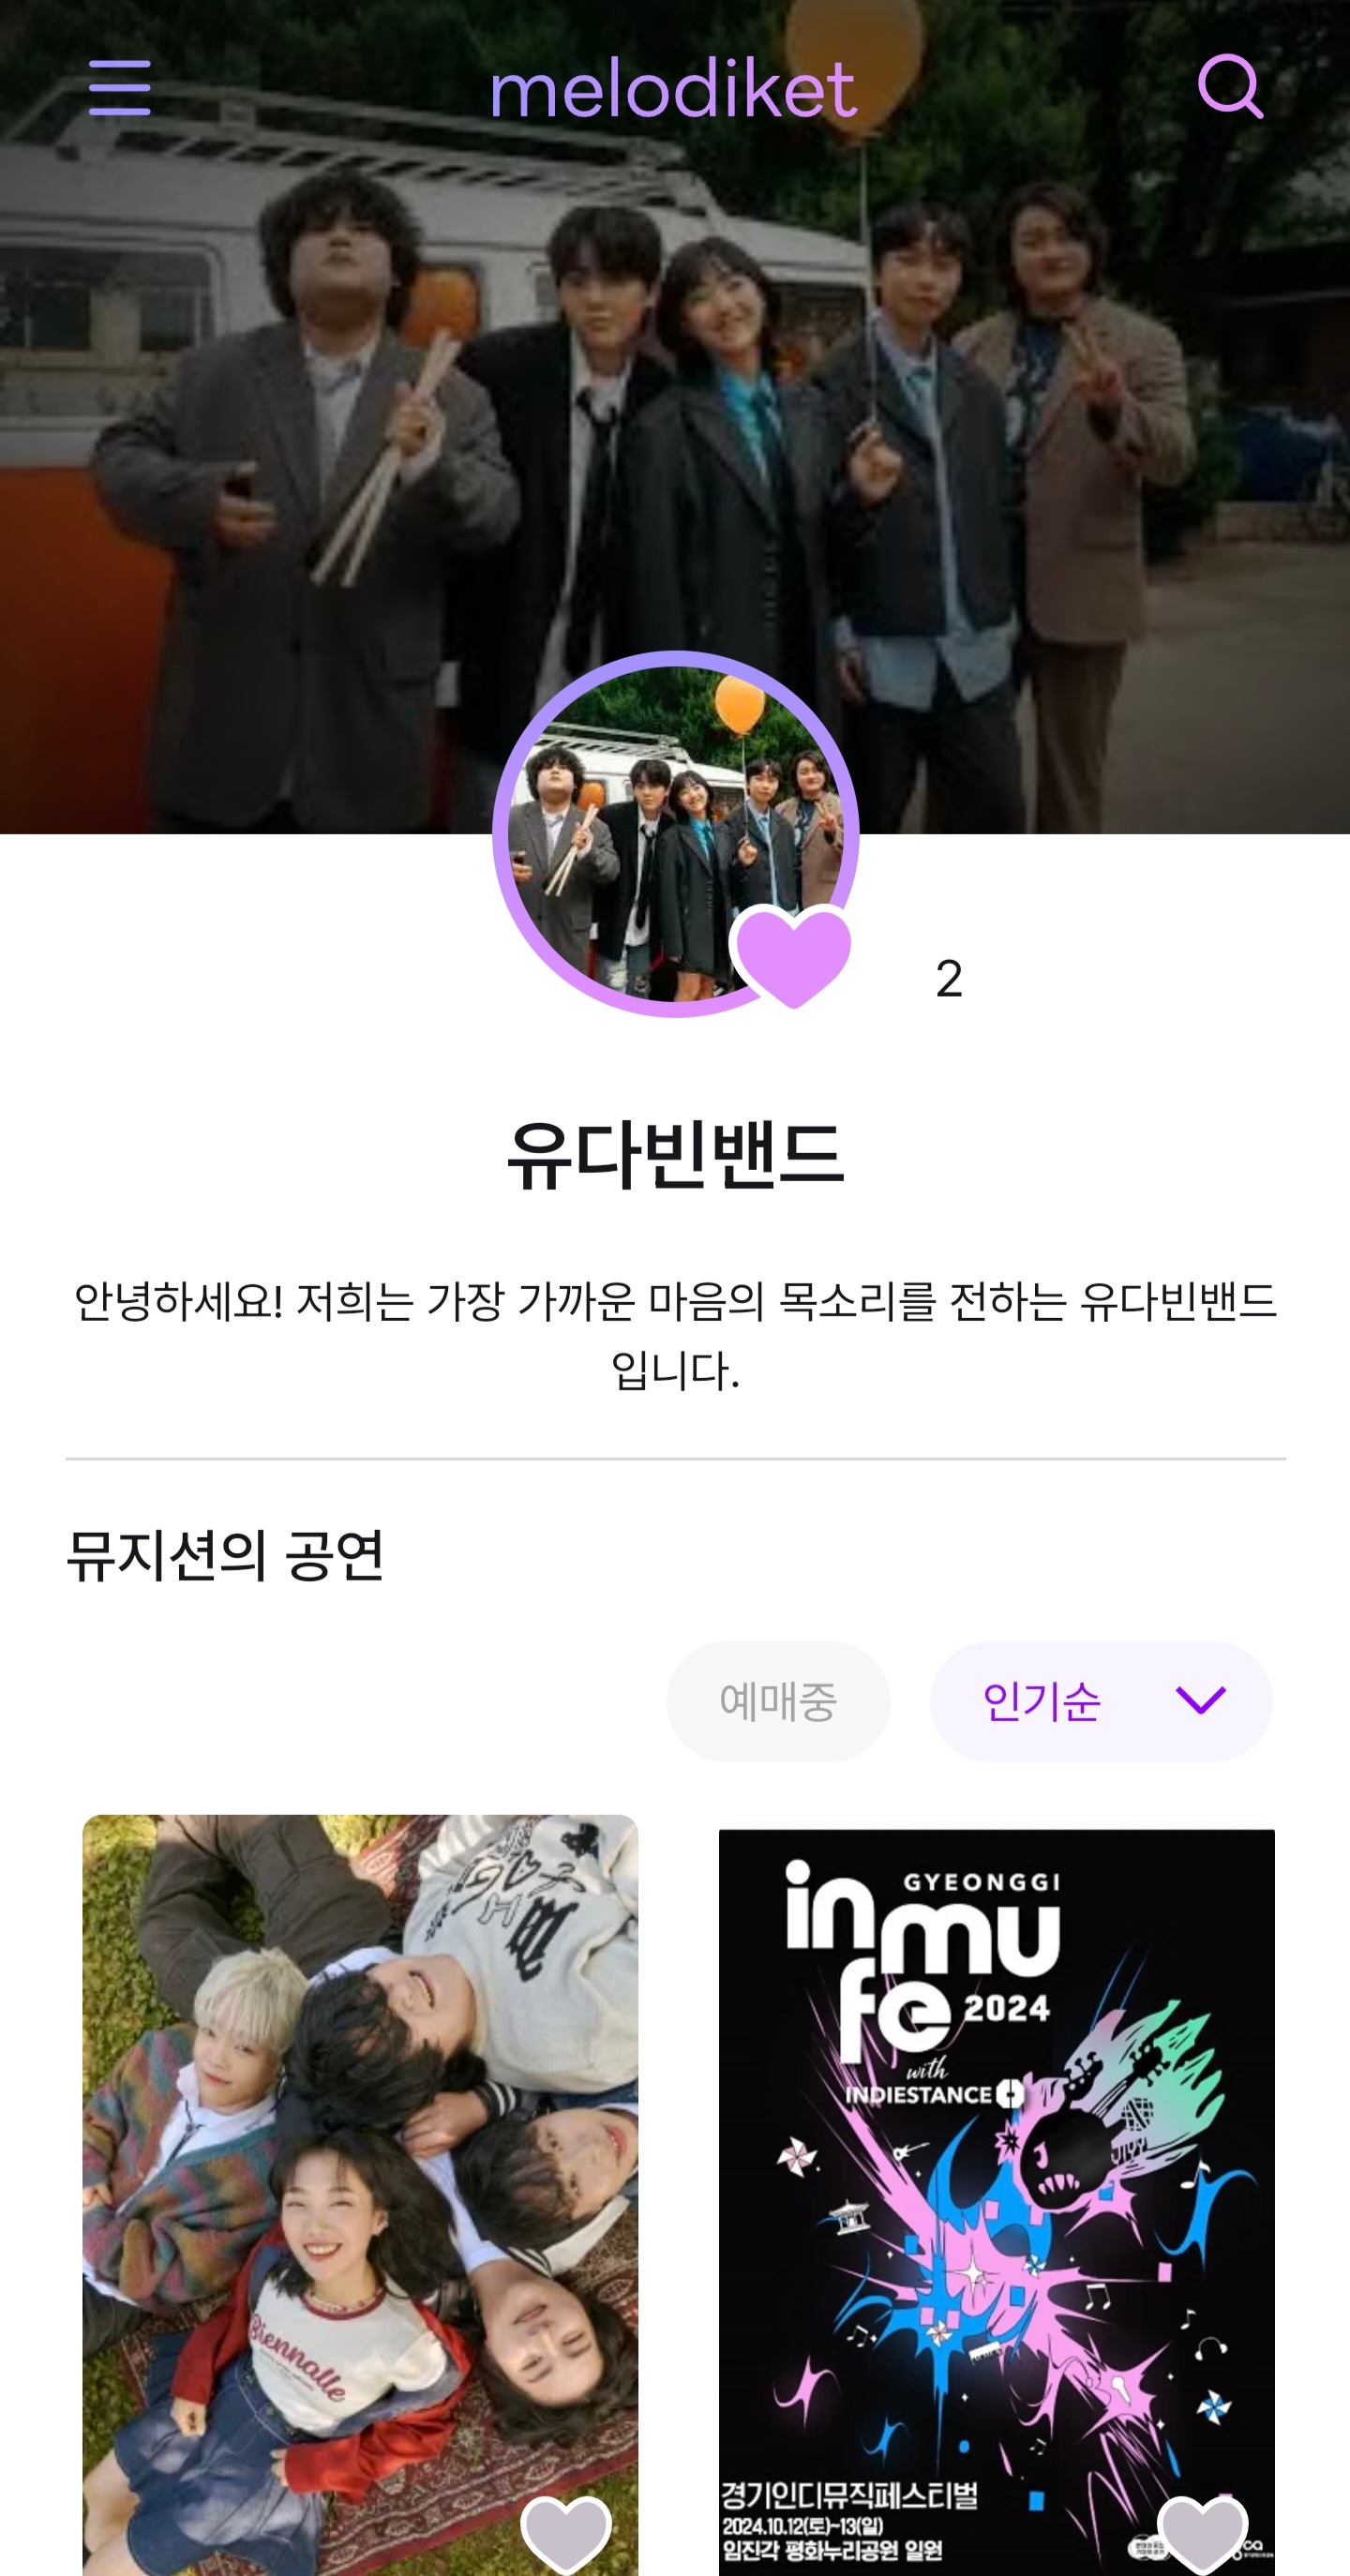 melodiket
2
유다빈밴드
안녕하세요! 저희는 가장 가까운 마음의 목소리를 전하는 유다빈밴드
입니다.
뮤지션의 공연
예매중
인기순
Biennalle
GYEONGGI
inmu
fe 2024
with
INDIESTANCE
경기인디뮤직페스티벌
2024.10.12(토)~13(일)
임진각 평화누리공원 일원